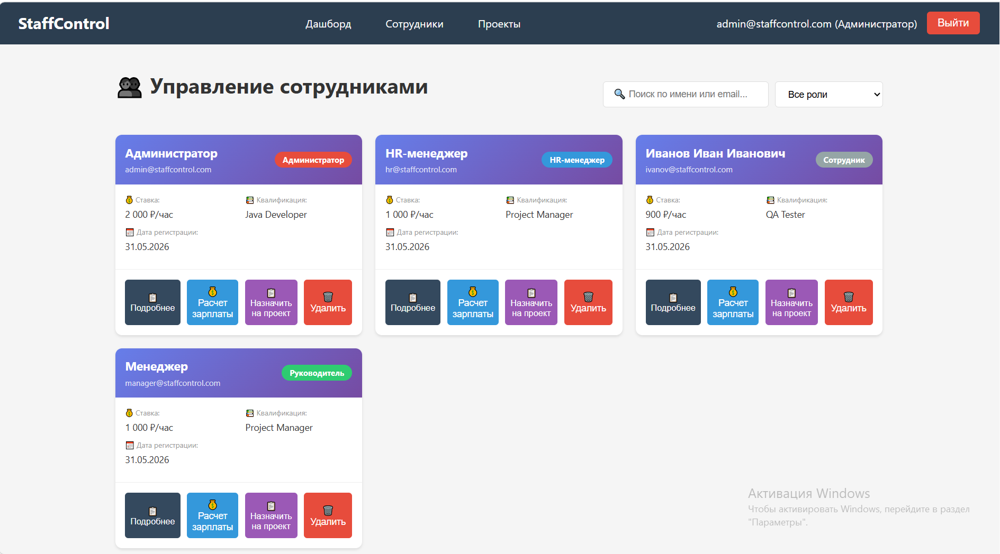 StaffControl
Дашборд
Сотрудники
Проекты
admin@staffcontrol.com (Администратор)
Выйти
Управление сотрудниками
Поиск по имени или email...
Все роли
Администратор
admin@staffcontrol.com
Администратор
Ставка:
2 000 ₽/час
Квалификация:
Java Developer
Дата регистрации:
31.05.2026
Подробнее
Расчет
зарплаты
Назначить
на проект
Удалить
HR-менеджер
hr@staffcontrol.com
HR-менеджер
Ставка:
1 000 ₽/час
Квалификация:
Project Manager
Дата регистрации:
31.05.2026
Подробнее
Расчет
зарплаты
Назначить
на проект
Удалить
Иванов Иван Иванович
ivanov@staffcontrol.com
Сотрудник
Ставка:
900 ₽/час
Квалификация:
QA Tester
Дата регистрации:
31.05.2026
Подробнее
Расчет
зарплаты
Назначить
на проект
Удалить
Менеджер
manager@staffcontrol.com
Руководитель
Ставка:
1 000 ₽/час
Квалификация:
Project Manager
Дата регистрации:
31.05.2026
Подробнее
Расчет
зарплаты
Назначить
на проект
Удалить
Активация Windows
Чтобы активировать Windows, перейдите в раздел
"Параметры".